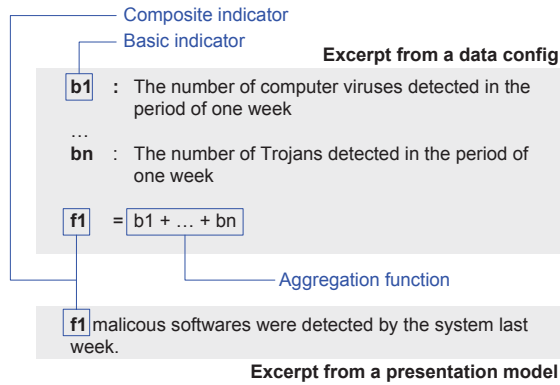 Composite indicator
Basic indicator
Excerpt from a data config
b1 : The number of computer viruses detected in the
period of one week
…
bn : The number of Trojans detected in the period of
one week
f1 = b1 + … + bn
Aggregation function
f1 malicous softwares were detected by the system last
week.
Excerpt from a presentation model